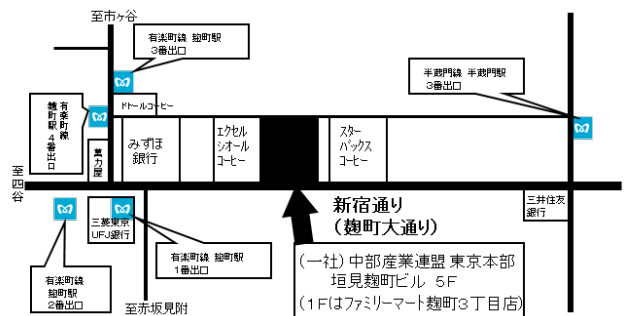 至市ヶ谷
有楽町線 麹町駅
3番出口
半蔵門線 半蔵門駅
3番出口
有楽町線
麹町駅 4番出口
ドトールコーヒー
萬力屋
みずほ
銀行
エクセル
シオール
コーヒー
スター
バックス
コーヒー
至四谷
新宿通り
(麹町大通り)
三井住友
銀行
三菱東京
UFJ銀行
有楽町線 麹町駅
1番出口
有楽町線
麹町駅
2番出口
至赤坂見附
(一社)中部産業連盟 東京本部
垣見麹町ビル 5F
(1Fはファミリーマート麹町3丁目店)